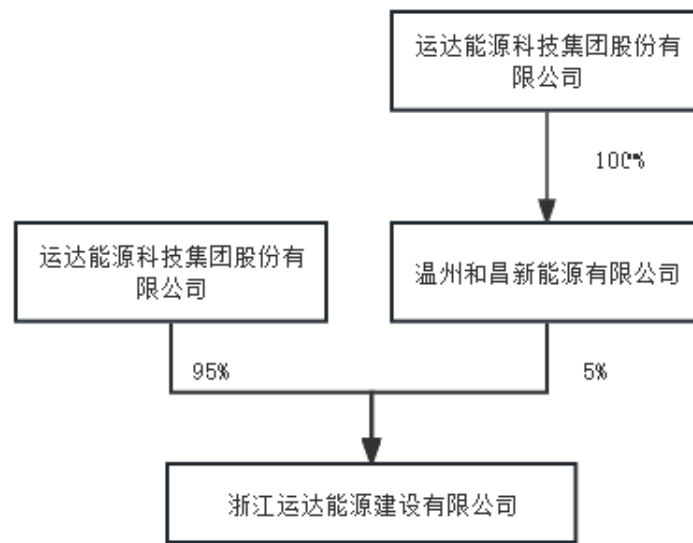 运达能源科技集团股份有
限公司
100%
运达能源科技集团股份有
限公司
温州和昌新能源有限公司
95%
5%
浙江运达能源建设有限公司